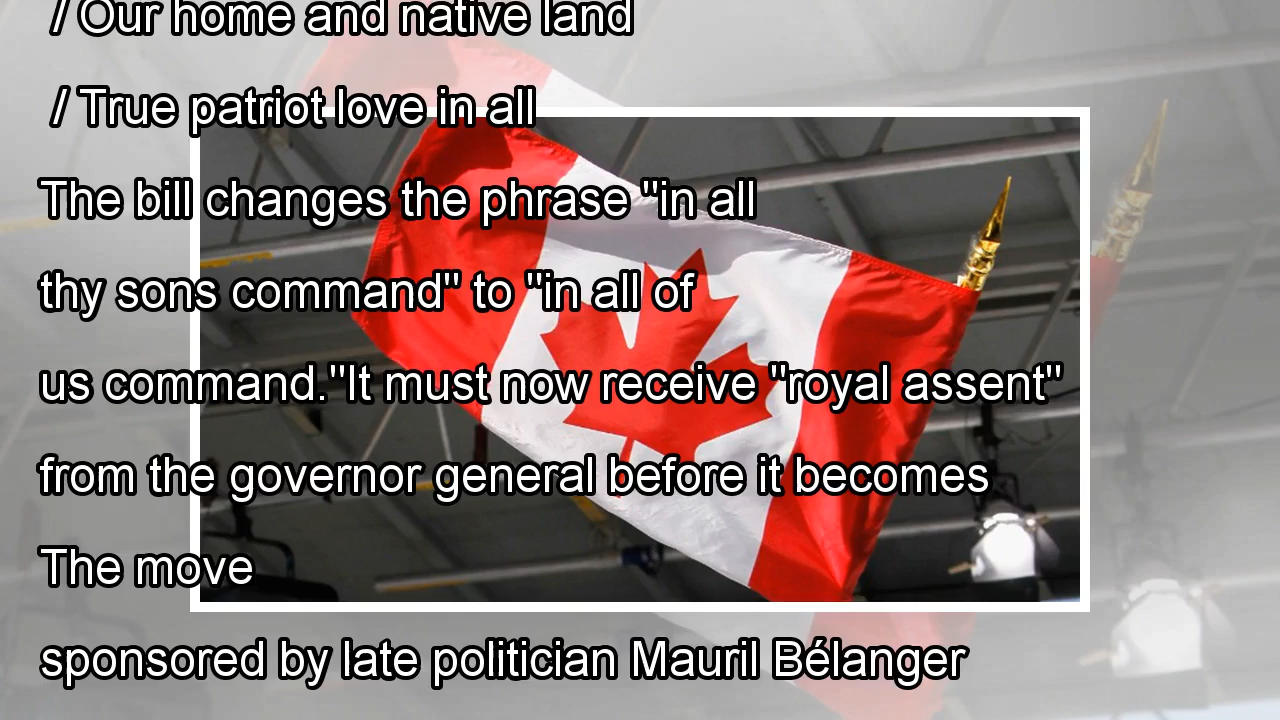 / Our home and native land
/ True patriot love in all
The bill changes the phrase "in all
thy sons command" to "in all of
us command."It must now receive "royal assent"
from the governor general before it becomes
The move
sponsored by late politician Mauril Bélanger